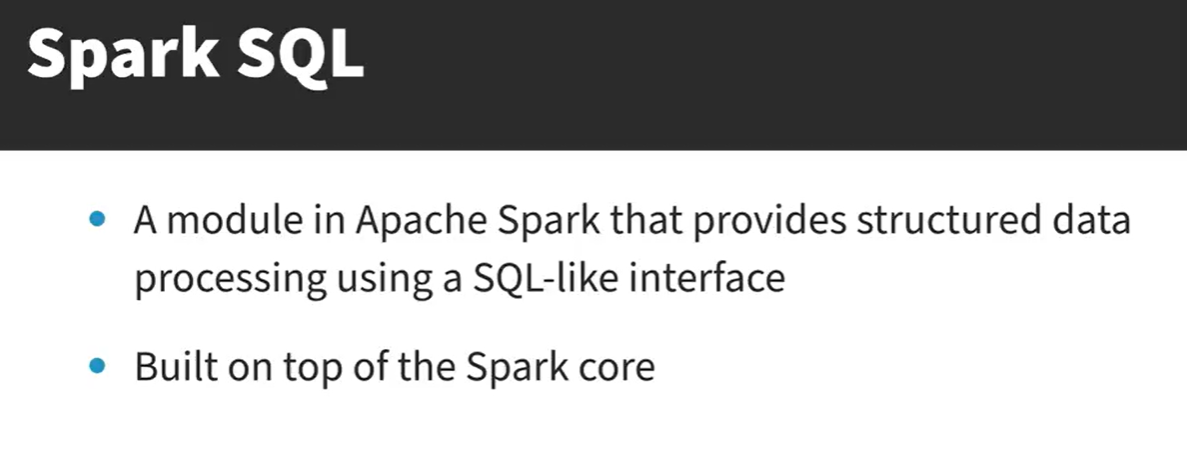 Spark SQL
A module in Apache Spark that provides structured data
processing using a SQL-like interface
Built on top of the Spark core